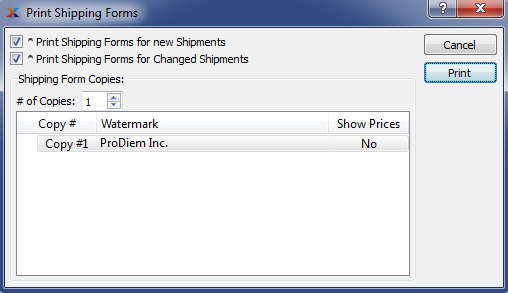 Print Shipping Forms
^ Print Shipping Forms for new Shipments
^ Print Shipping Forms for Changed Shipments
Cancel
Print
Shipping Form Copies:
# of Copies: 1
Copy # Watermark Show Prices
Copy #1 ProDiem Inc. No